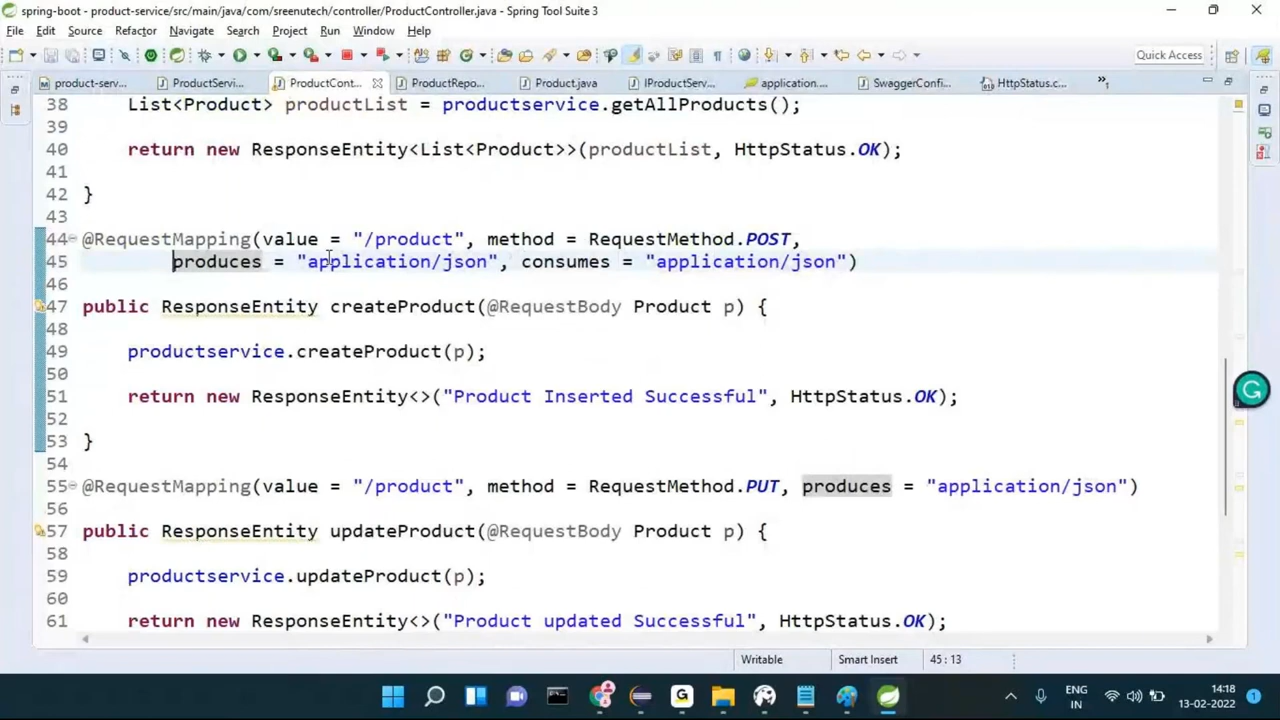 spring-boot - product-service/src/main/java/com/sreenutech/controller/ProductController.java - Spring Tool Suite 3
File Edit Source Refactor Navigate Search Project Run Window Help
Quick Access
product-serv... ProductServi... ProductCont... ProductRepo... Product.java IProductServ... application.... SwaggerConfi... HttpStatus.c... »1
38 List<Product> productList = productservice.getAllProducts();
39
40 return new ResponseEntity<List<Product>>(productList, HttpStatus.OK);
41
42 }
43
44 @RequestMapping(value = "/product", method = RequestMethod.POST,
45 produces = "application/json", consumes = "application/json")
46
47 public ResponseEntity createProduct(@RequestBody Product p) {
48
49 productservice.createProduct(p);
50
51 return new ResponseEntity<>("Product Inserted Successful", HttpStatus.OK);
52
53 }
54
55 @RequestMapping(value = "/product", method = RequestMethod.PUT, produces = "application/json")
56
57 public ResponseEntity updateProduct(@RequestBody Product p) {
58
59 productservice.updateProduct(p);
60
61 return new ResponseEntity<>("Product updated Successful", HttpStatus.OK);
Writable Smart Insert 45 : 13
ENG
IN
14:18
13-02-2022
1